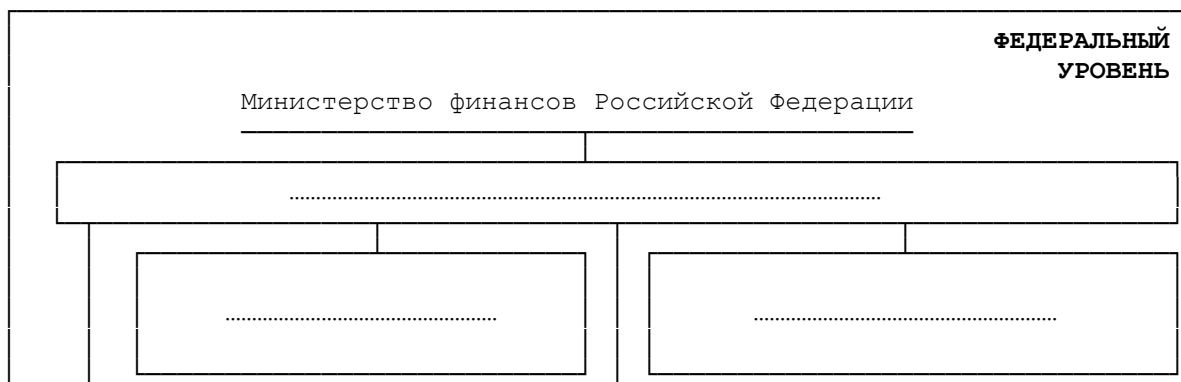 ФЕДЕРАЛЬНЫЙ
УРОВЕНЬ
Министерство финансов Российской Федерации
................................................................................................
............................................
.................................................